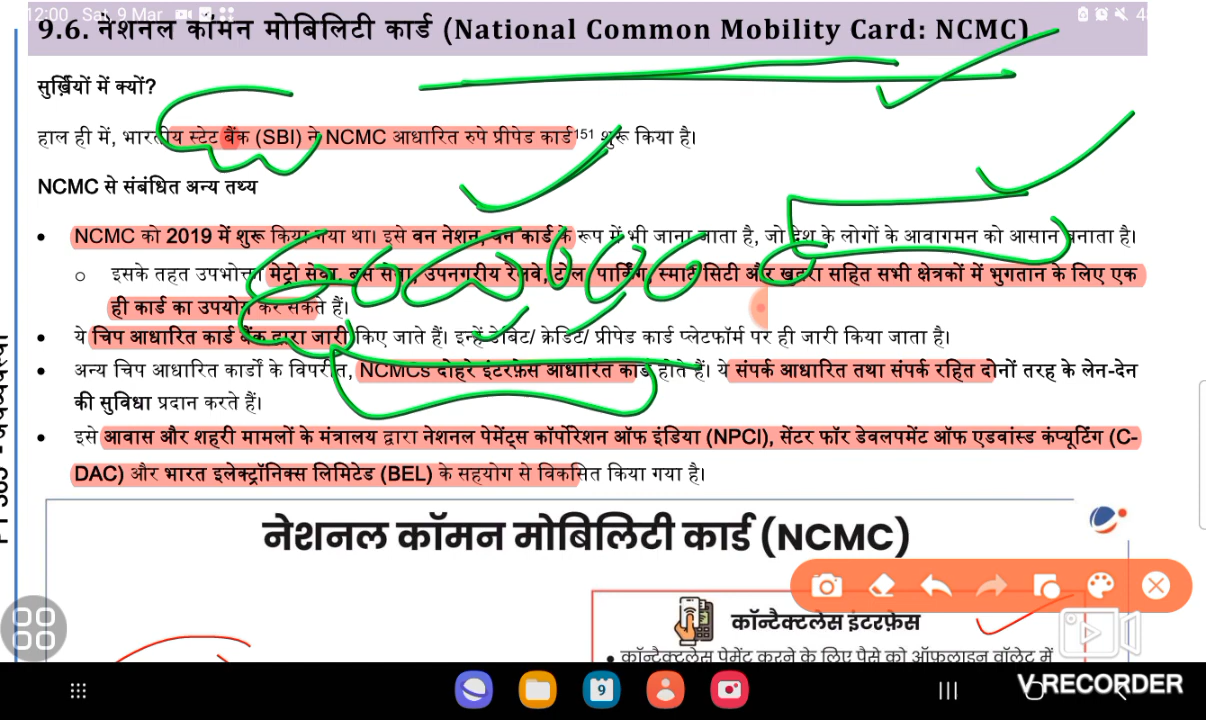 12:00 Sat, 9 Mar
9.6. नेशनल कॉमन मोबिलिटी कार्ड (National Common Mobility Card: NCMC)
सुर्ख़ियों में क्यों?
हाल ही में, भारतीय स्टेट बैंक (SBI) ने NCMC आधारित रुपे प्रीपेड कार्ड151 शुरू किया है।
NCMC से संबंधित अन्य तथ्य
• NCMC को 2019 में शुरू किया गया था। इसे वन नेशन, वन कार्ड के रूप में भी जाना जाता है, जो देश के लोगों के आवागमन को आसान बनाता है।
o इसके तहत उपभोक्ता मेट्रो सेवा, बस सेवा, उपनगरीय रेलवे, टोल, पार्किंग, स्मार्ट सिटी और खुदरा सहित सभी क्षेत्रकों में भुगतान के लिए एक
ही कार्ड का उपयोग कर सकते हैं।
• ये चिप आधारित कार्ड बैंक द्वारा जारी किए जाते हैं। इन्हें डेबिट/ क्रेडिट/ प्रीपेड कार्ड प्लेटफॉर्म पर ही जारी किया जाता है।
• अन्य चिप आधारित कार्डों के विपरीत, NCMCs दोहरे इंटरफ़ेस आधारित कार्ड होते हैं। ये संपर्क आधारित तथा संपर्क रहित दोनों तरह के लेन-देन
की सुविधा प्रदान करते हैं।
• इसे आवास और शहरी मामलों के मंत्रालय द्वारा नेशनल पेमेंट्स कॉर्पोरेशन ऑफ इंडिया (NPCI), सेंटर फॉर डेवलपमेंट ऑफ एडवांस्ड कंप्यूटिंग (C-
DAC) और भारत इलेक्ट्रॉनिक्स लिमिटेड (BEL) के सहयोग से विकसित किया गया है।
नेशनल कॉमन मोबिलिटी कार्ड (NCMC)
कॉन्टैक्टलेस इंटरफ़ेस
• कॉन्टैक्टलेस पेमेंट करने के लिए पैसे को ऑफलाइन वॉलेट में
9
V RECORDER